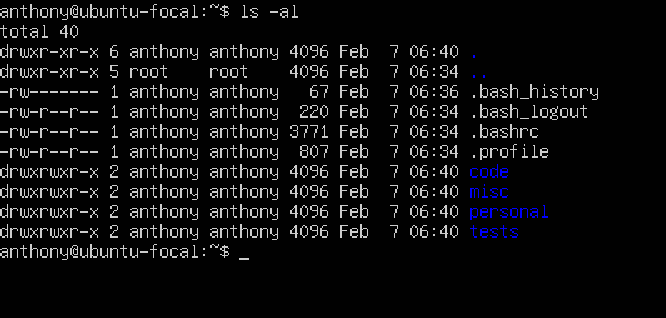 anthony@ubuntu-focal:~$ ls -al
total 40
drwxr-xr-x 6 anthony anthony 4096 Feb  7 06:40 .
drwxr-xr-x 5 root    root    4096 Feb  7 06:34 ..
-rw------- 1 anthony anthony   67 Feb  7 06:36 .bash_history
-rw-r--r-- 1 anthony anthony  220 Feb  7 06:34 .bash_logout
-rw-r--r-- 1 anthony anthony 3771 Feb  7 06:34 .bashrc
-rw-r--r-- 1 anthony anthony  807 Feb  7 06:34 .profile
drwxrwxr-x 2 anthony anthony 4096 Feb  7 06:40 code
drwxrwxr-x 2 anthony anthony 4096 Feb  7 06:40 misc
drwxrwxr-x 2 anthony anthony 4096 Feb  7 06:40 personal
drwxrwxr-x 2 anthony anthony 4096 Feb  7 06:40 tests
anthony@ubuntu-focal:~$ _